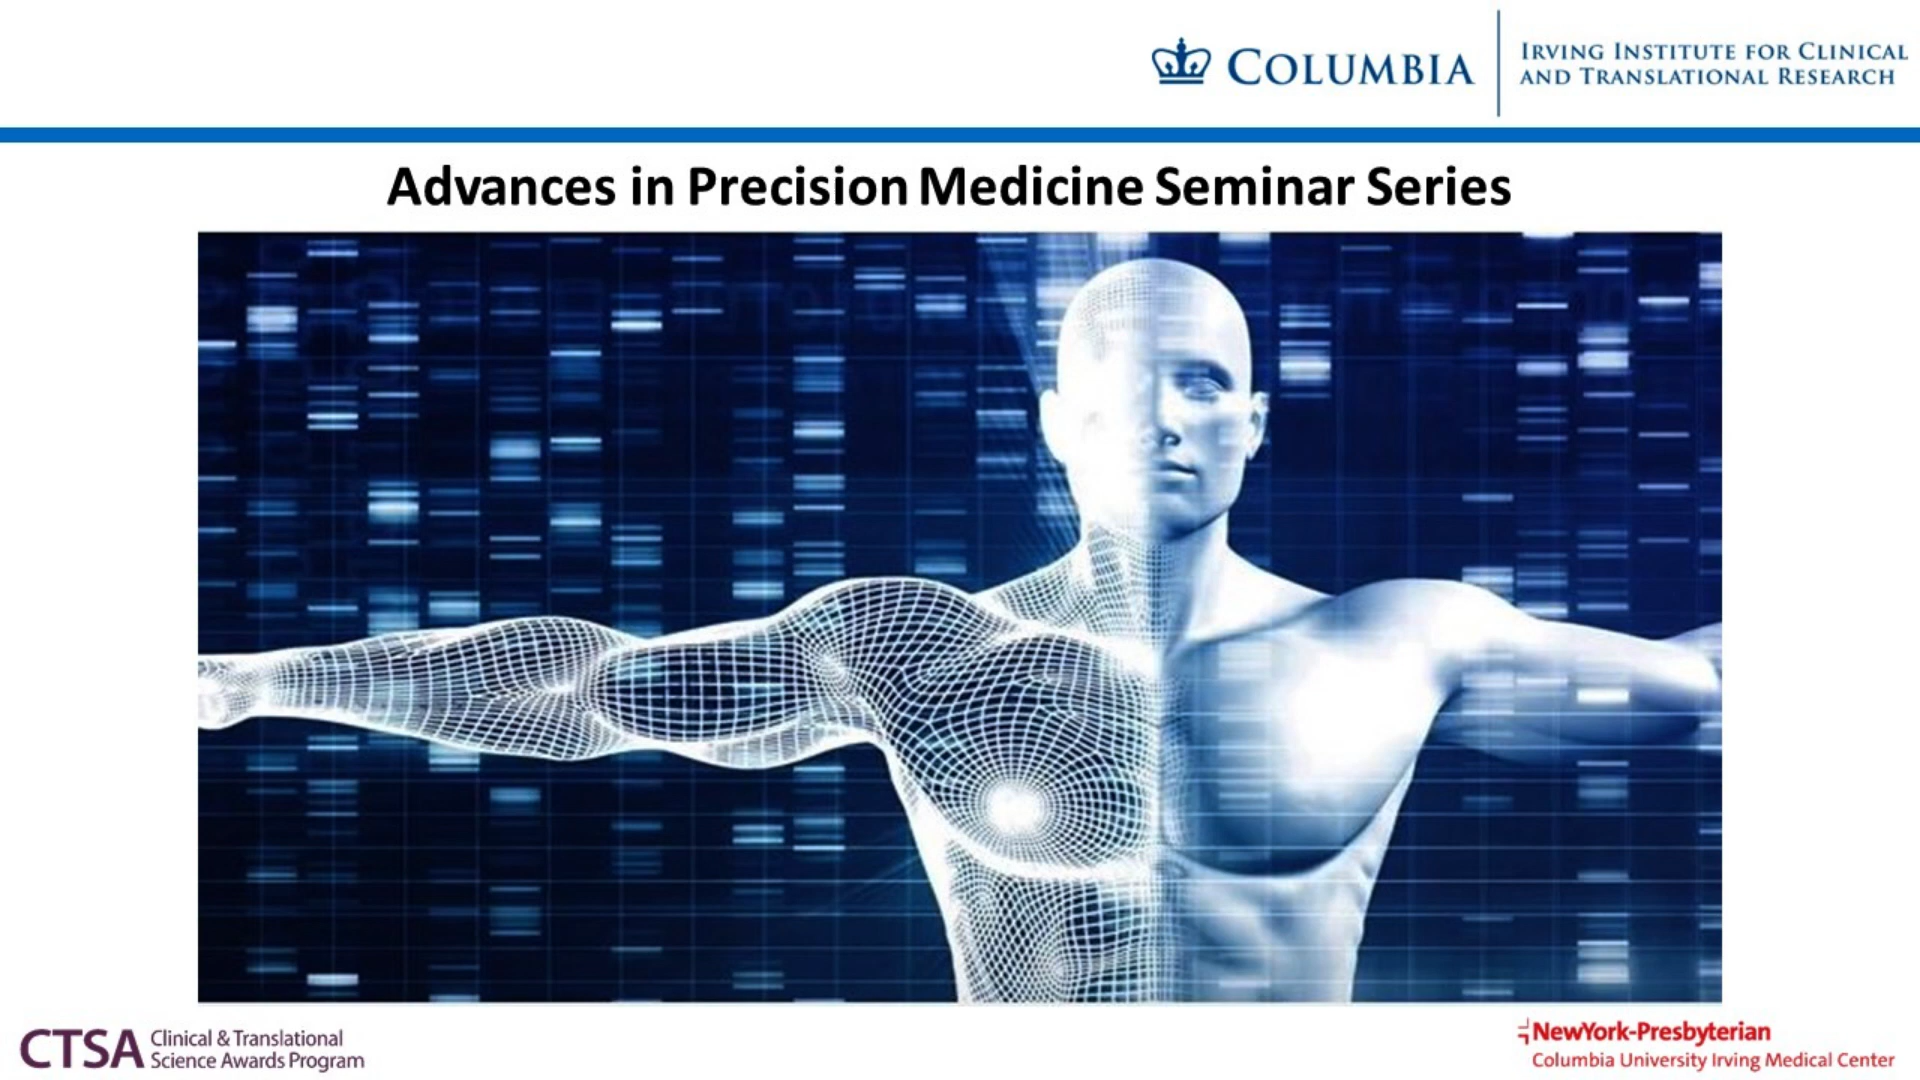 COLUMBIA
IRVING INSTITUTE FOR CLINICAL
AND TRANSLATIONAL RESEARCH
Advances in Precision Medicine Seminar Series
CTSA
Clinical & Translational
Science Awards Program
NewYork-Presbyterian
Columbia University Irving Medical Center